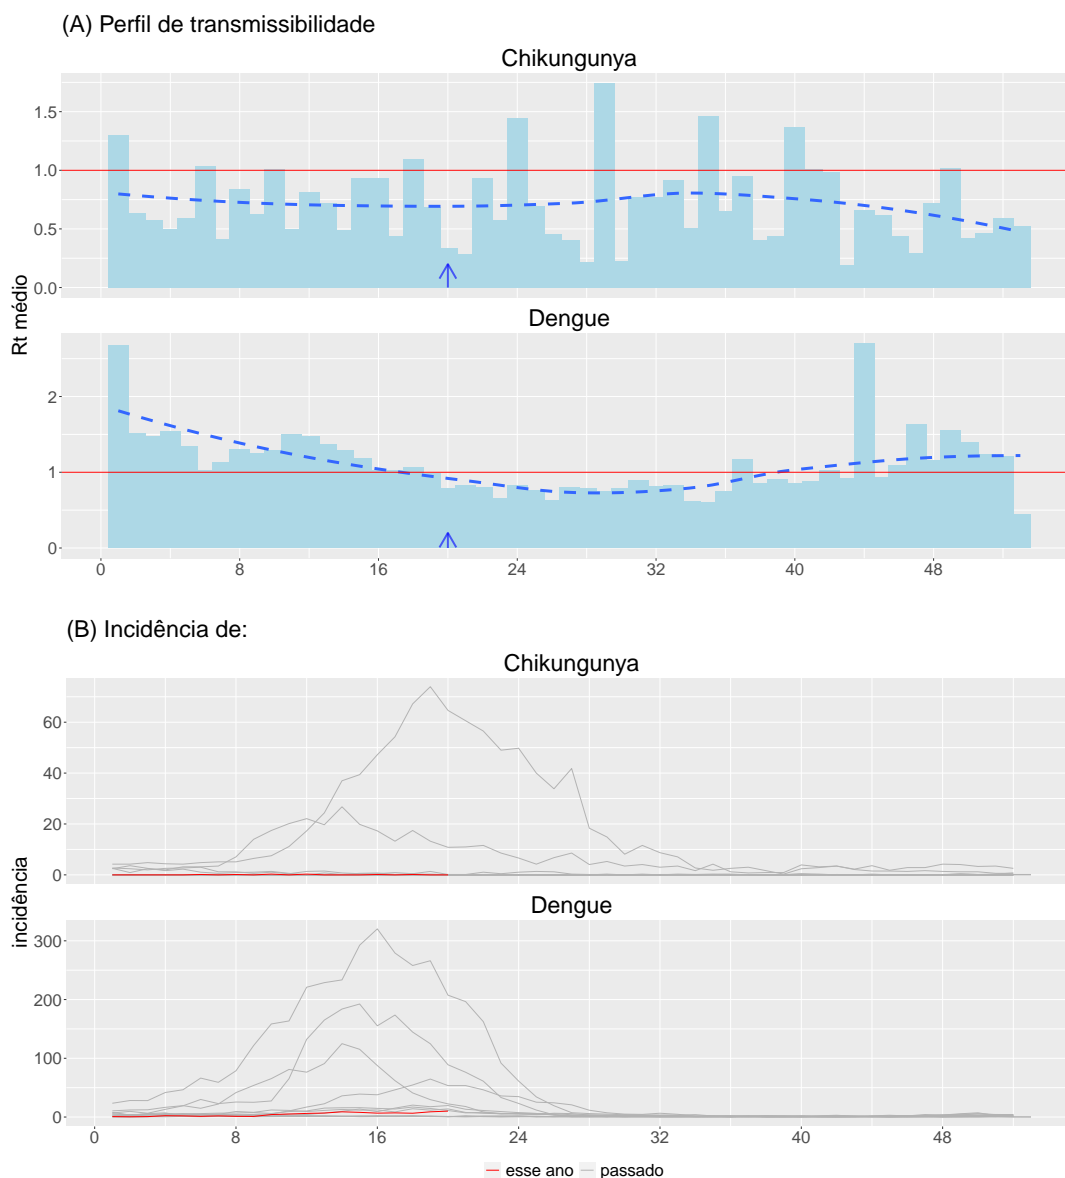 (A) Perfil de transmissibilidade
Chikungunya
1.5
1.0
0.5
0.0
Rt médio
Dengue
2
1
0
0 8 16 24 32 40 48
(B) Incidência de:
Chikungunya
60
40
20
0
incidência
Dengue
300
200
100
0
0 8 16 24 32 40 48
esse ano passado